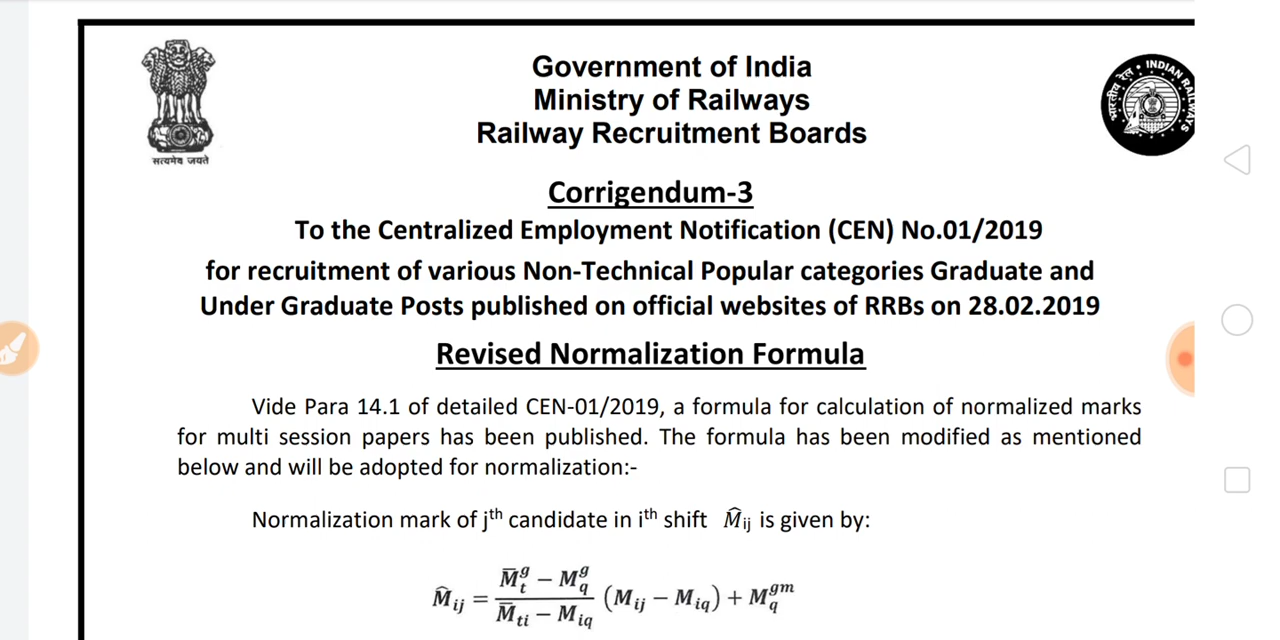 Government of India
Ministry of Railways
Railway Recruitment Boards
भारतीय रेल • INDIAN RAILWAYS
सत्यमेव जयते
Corrigendum-3
To the Centralized Employment Notification (CEN) No.01/2019
for recruitment of various Non-Technical Popular categories Graduate and
Under Graduate Posts published on official websites of RRBs on 28.02.2019
Revised Normalization Formula
Vide Para 14.1 of detailed CEN-01/2019, a formula for calculation of normalized marks
for multi session papers has been published. The formula has been modified as mentioned
below and will be adopted for normalization:-
Normalization mark of jᵗʰ candidate in iᵗʰ shift M̂ij is given by:
M̂ij = (M̄t^g − Mq^g) / (M̄ti − Miq) (Mij − Miq) + Mq^gm